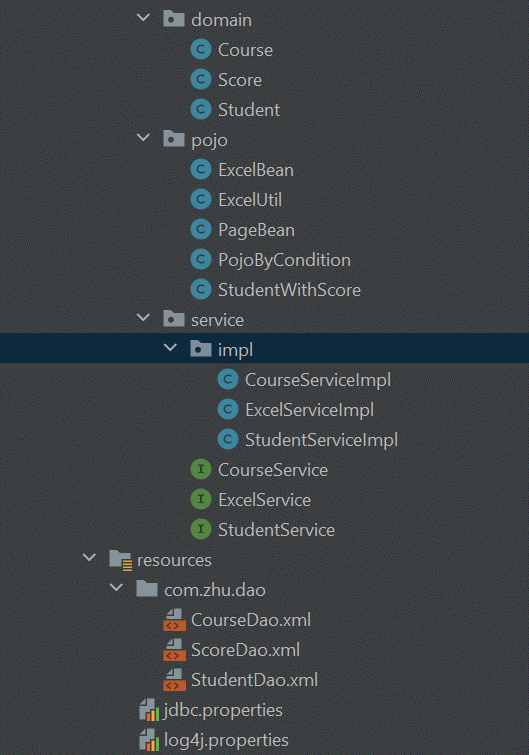 domain
Course
Score
Student
pojo
ExcelBean
ExcelUtil
PageBean
PojoByCondition
StudentWithScore
service
impl
CourseServiceImpl
ExcelServiceImpl
StudentServiceImpl
CourseService
ExcelService
StudentService
resources
com.zhu.dao
CourseDao.xml
ScoreDao.xml
StudentDao.xml
jdbc.properties
log4j.properties